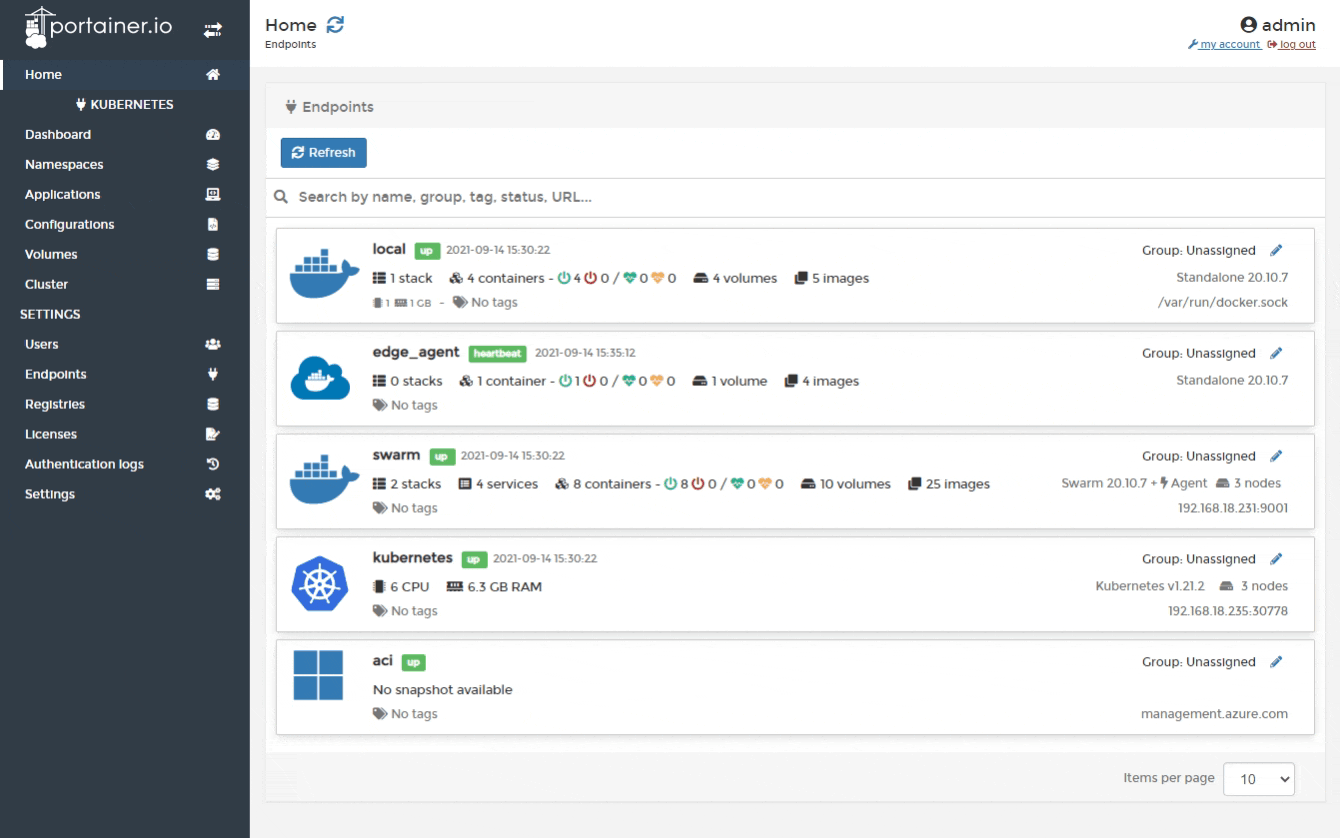 portainer.io
Home
KUBERNETES
Dashboard
Namespaces
Applications
Configurations
Volumes
Cluster
SETTINGS
Users
Endpoints
Registries
Licenses
Authentication logs
Settings
Home
Endpoints
admin
my account log out
Endpoints
Refresh
Search by name, group, tag, status, URL...
local up 2021-09-14 15:30:22 Group: Unassigned
1 stack 4 containers - 4 0 / 0 0 4 volumes 5 images Standalone 20.10.7
1 1 GB - No tags /var/run/docker.sock
edge_agent heartbeat 2021-09-14 15:35:12 Group: Unassigned
0 stacks 1 container - 1 0 / 0 0 1 volume 4 images Standalone 20.10.7
No tags
swarm up 2021-09-14 15:30:22 Group: Unassigned
2 stacks 4 services 8 containers - 8 0 / 0 0 10 volumes 25 images Swarm 20.10.7 + Agent 3 nodes
No tags 192.168.18.231:9001
kubernetes up 2021-09-14 15:30:22 Group: Unassigned
6 CPU 6.3 GB RAM Kubernetes v1.21.2 3 nodes
No tags 192.168.18.235:30778
aci up Group: Unassigned
No snapshot available
No tags management.azure.com
Items per page 10